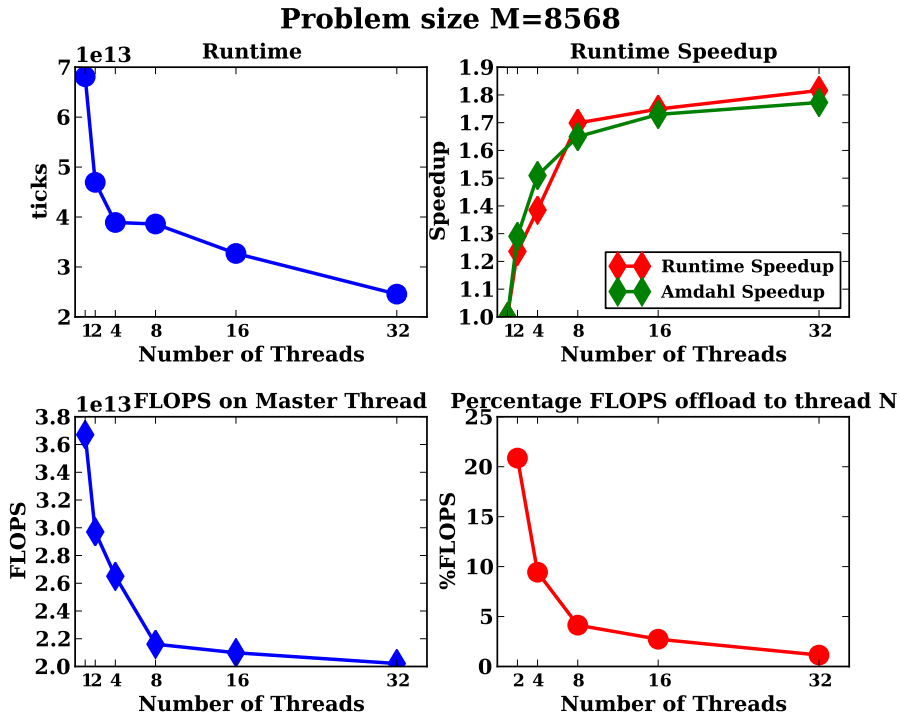 Problem size M=8568
Runtime
1e13
7
6
5
4
3
2
ticks
1 2 4 8 16 32
Number of Threads
Runtime Speedup
1.9
1.8
1.7
1.6
1.5
1.4
1.3
1.2
1.1
1.0
Speedup
Runtime Speedup
Amdahl Speedup
1 2 4 8 16 32
Number of Threads
1e13 FLOPS on Master Thread
3.8
3.6
3.4
3.2
3.0
2.8
2.6
2.4
2.2
2.0
FLOPS
1 2 4 8 16 32
Number of Threads
Percentage FLOPS offload to thread N
25
20
15
10
5
0
%FLOPS
2 4 8 16 32
Number of Threads